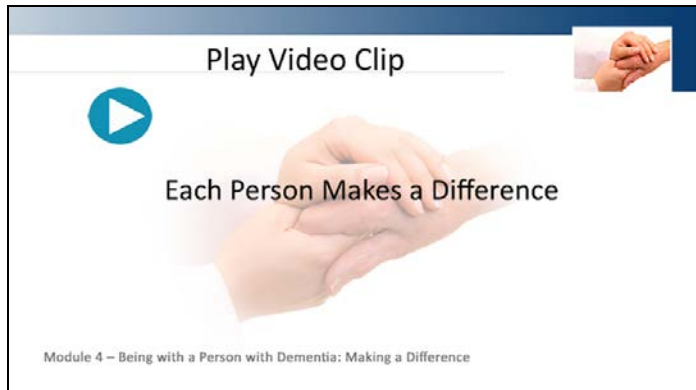 Play Video Clip
Each Person Makes a Difference
Module 4 – Being with a Person with Dementia: Making a Difference